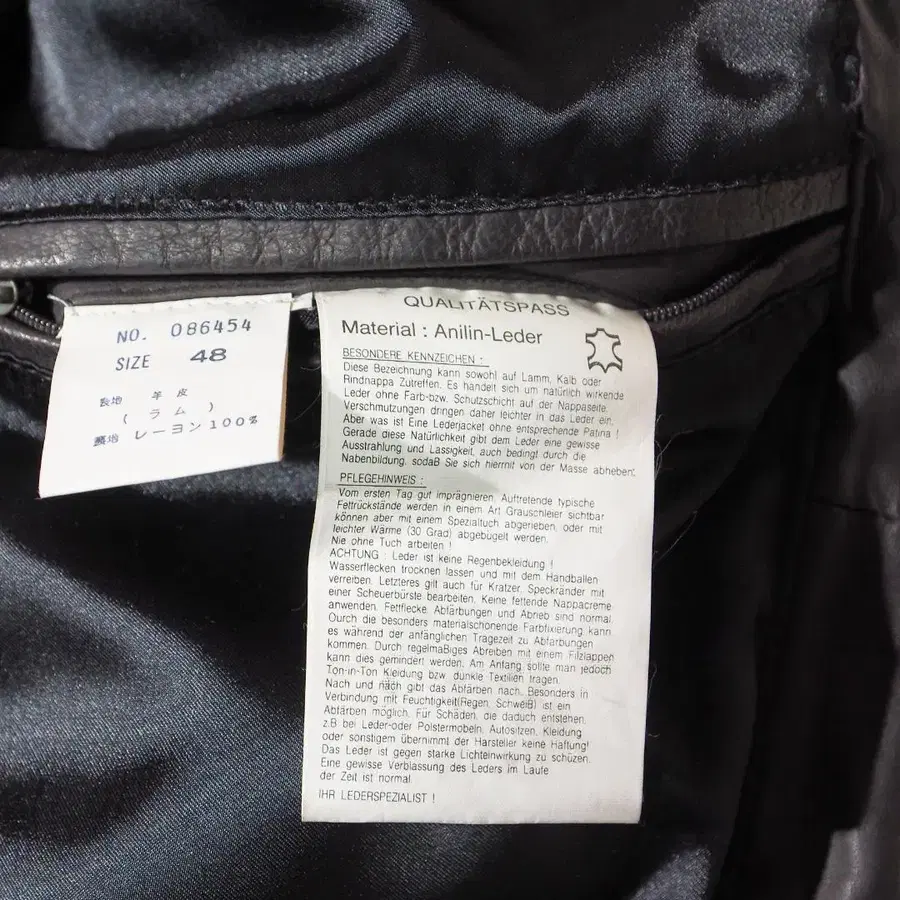 NO. 086454
SIZE 48
表地 羊皮
(ラム)
裏地 レーヨン100%
QUALITÄTSPASS
Material : Anilin-Leder
BESONDERE KENNZEICHEN :
Diese Bezeichnung kann sowohl auf Lamm, Kalb oder
Rindnappa Zutreffen. Es handelt sich um natürlich wirkende
Leder ohne Farb-bzw. Schutzschicht auf der Nappaseite.
Verschmutzungen dringen daher leichter in das Leder ein.
Aber was ist Eine Lederjacket ohne entsprechende Patina !
Gerade diese Natürlichkeit gibt dem Leder eine gewisse
Ausstrahlung und Lassigkeit, auch bedingt durch die
Nabenbildung. sodaB Sie sich hiermit von der Masse abheben.
PFLEGEHINWEIS :
Vom ersten Tag gut imprägnieren. Auftretende typische
Fettrückstände werden in einem Art Grauschleier sichtbar
können aber mit einem Spezialtuch abgerieben, oder mit
leichter Wärme (30 Grad) abgebügelt werden.
Nie ohne Tuch arbeiten !
ACHTUNG : Leder ist keine Regenbekleidung !
Wasserflecken trocknen lassen und mit dem Handballen
verreiben. Letzteres gilt auch für Kratzer. Speckränder mit
einer Scheuerbürste bearbeiten. Keine fettende Nappacreme
anwenden. Fettflecke, Abfärbungen und Abrieb sind normal.
Durch die besonders materialschonende Farbfixierung kann
es während der anfänglichen Tragezeit zu Abfarbungen
kommen. Durch regelmaBiges Abreiben mit einem Filzlappen
kann dies gemindert werden. Am Anfang sollte man jedoch
Ton-in-Ton Kleidung bzw. dunkle Textilien tragen.
Nach und näch gibt das Abfärben nach. Besonders in
Verbindung mit Feuchtigkeit(Regen, SchweiB) ist ein
Abfärben möglich. Für Schäden, die daduch entstehen,
z.B bei Leder-oder Polstermobeln, Autositzen, Kleidung
oder sonstigem übernimmt der Harsteller keine Haftung!
Das Leder ist gegen starke Lichteinwirkung zu schüzen.
Eine gewisse Verblassung des Leders im Laufe
der Zeit ist normal.
IHR LEDERSPEZIALIST !